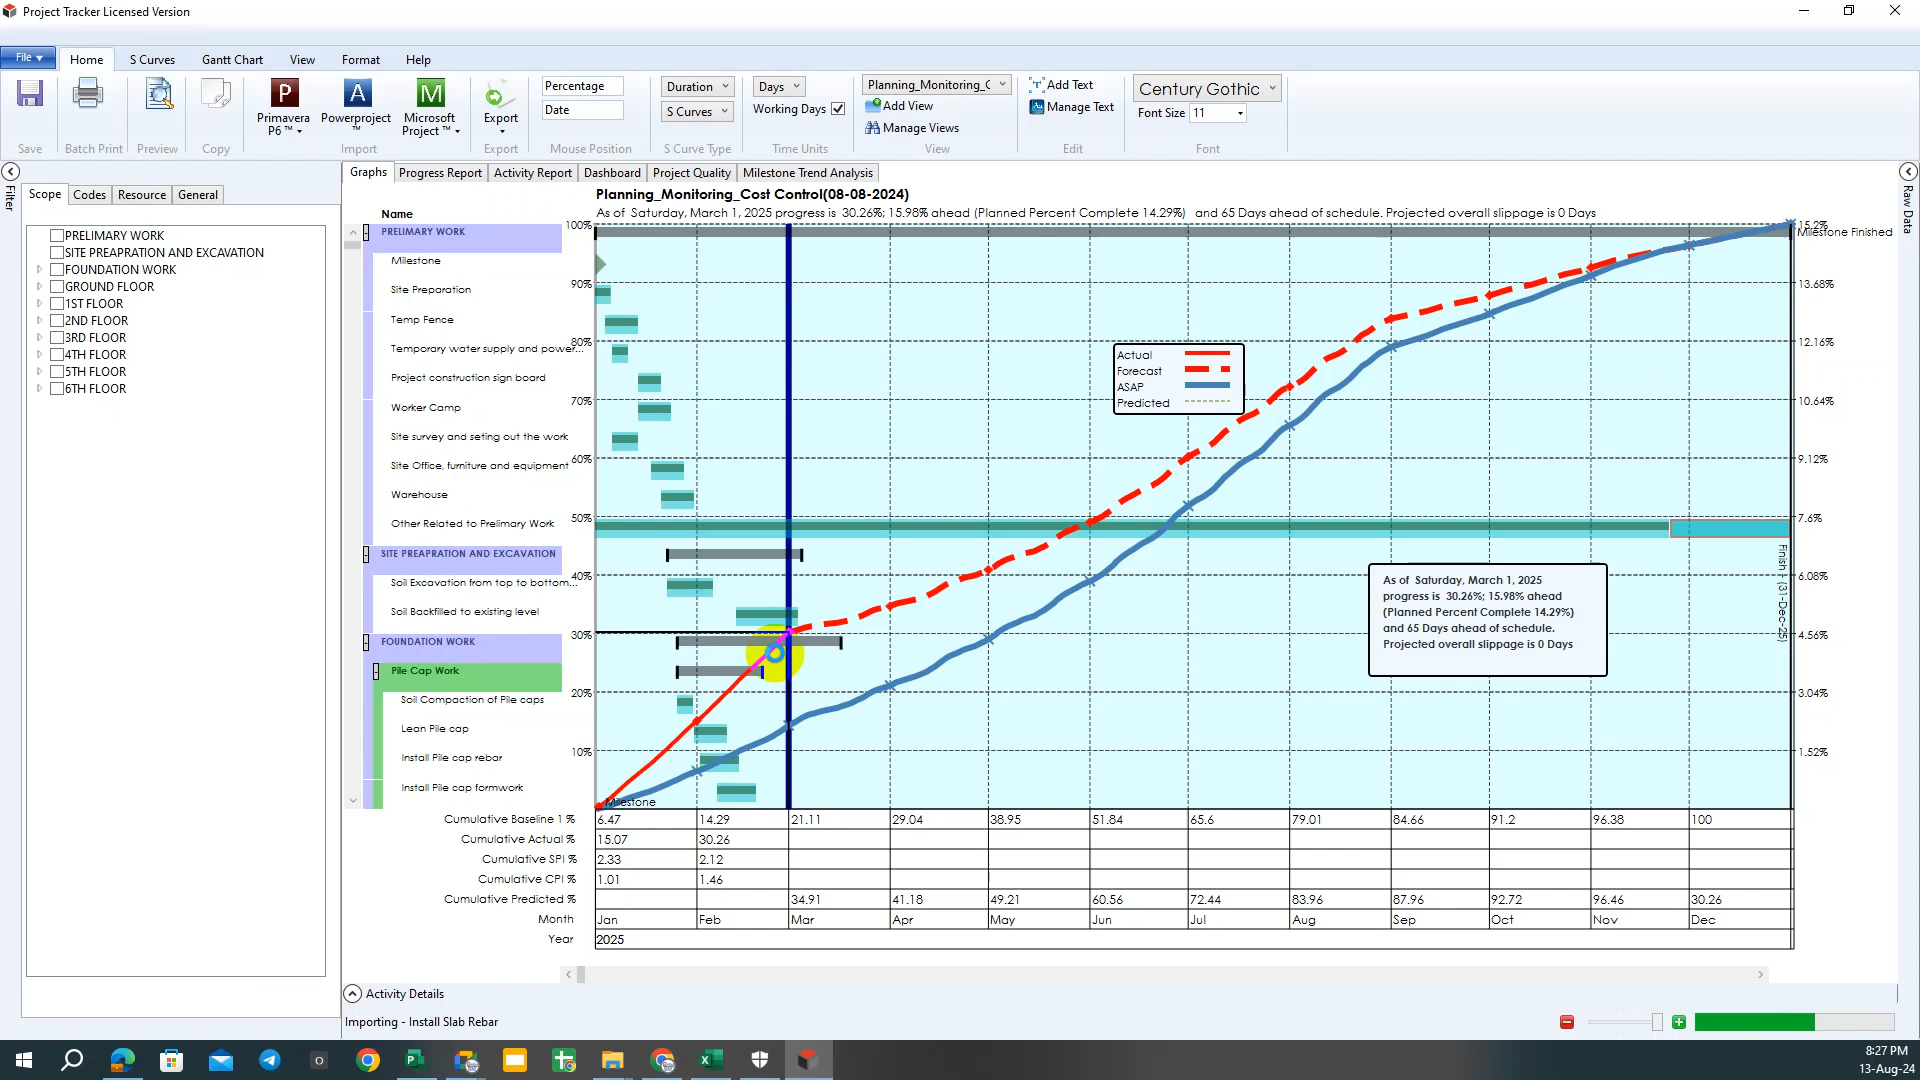 Project Tracker Licensed Version
File
Home
S Curves
Gantt Chart
View
Format
Help
Primavera P6 ™
Powerproject ™
Microsoft Project ™
Export
Percentage
Date
Duration
S Curves
Days
Working Days
Planning_Monitoring_C
Add View
Manage Views
Add Text
Manage Text
Century Gothic
Font Size 11
Save
Batch Print
Preview
Copy
Import
Export
Mouse Position
S Curve Type
Time Units
View
Edit
Font
Filter
Scope
Codes
Resource
General
PRELIMARY WORK
SITE PREAPRATION AND EXCAVATION
FOUNDATION WORK
GROUND FLOOR
1ST FLOOR
2ND FLOOR
3RD FLOOR
4TH FLOOR
5TH FLOOR
6TH FLOOR
Graphs
Progress Report
Activity Report
Dashboard
Project Quality
Milestone Trend Analysis
Raw Data
Planning_Monitoring_Cost Control(08-08-2024)
As of Saturday, March 1, 2025 progress is 30.26%; 15.98% ahead (Planned Percent Complete 14.29%) and 65 Days ahead of schedule. Projected overall slippage is 0 Days
Name
PRELIMARY WORK
Milestone
Site Preparation
Temp Fence
Temporary water supply and power...
Project construction sign board
Worker Camp
Site survey and seting out the work
Site Office, furniture and equipment
Warehouse
Other Related to Prelimary Work
SITE PREAPRATION AND EXCAVATION
Soil Excavation from top to bottom...
Soil Backfilled to existing level
FOUNDATION WORK
Pile Cap Work
Soil Compaction of Pile caps
Lean Pile cap
Install Pile cap rebar
Install Pile cap formwork
100%
90%
80%
70%
60%
50%
40%
30%
20%
10%
15.2%
Milestone Finished
13.68%
12.16%
10.64%
9.12%
7.6%
6.08%
4.56%
3.04%
1.52%
Actual
Forecast
ASAP
Predicted
As of Saturday, March 1, 2025
progress is 30.26%; 15.98% ahead
(Planned Percent Complete 14.29%)
and 65 Days ahead of schedule.
Projected overall slippage is 0 Days
Finish - (31-Dec-25)
Milestone
Cumulative Baseline 1 % 6.47 14.29 21.11 29.04 38.95 51.84 65.6 79.01 84.66 91.2 96.38 100
Cumulative Actual % 15.07 30.26
Cumulative SPI % 2.33 2.12
Cumulative CPI % 1.01 1.46
Cumulative Predicted % 34.91 41.18 49.21 60.56 72.44 83.96 87.96 92.72 96.46 30.26
Month Jan Feb Mar Apr May Jun Jul Aug Sep Oct Nov Dec
Year 2025
Activity Details
Importing - Install Slab Rebar
8:27 PM
13-Aug-24